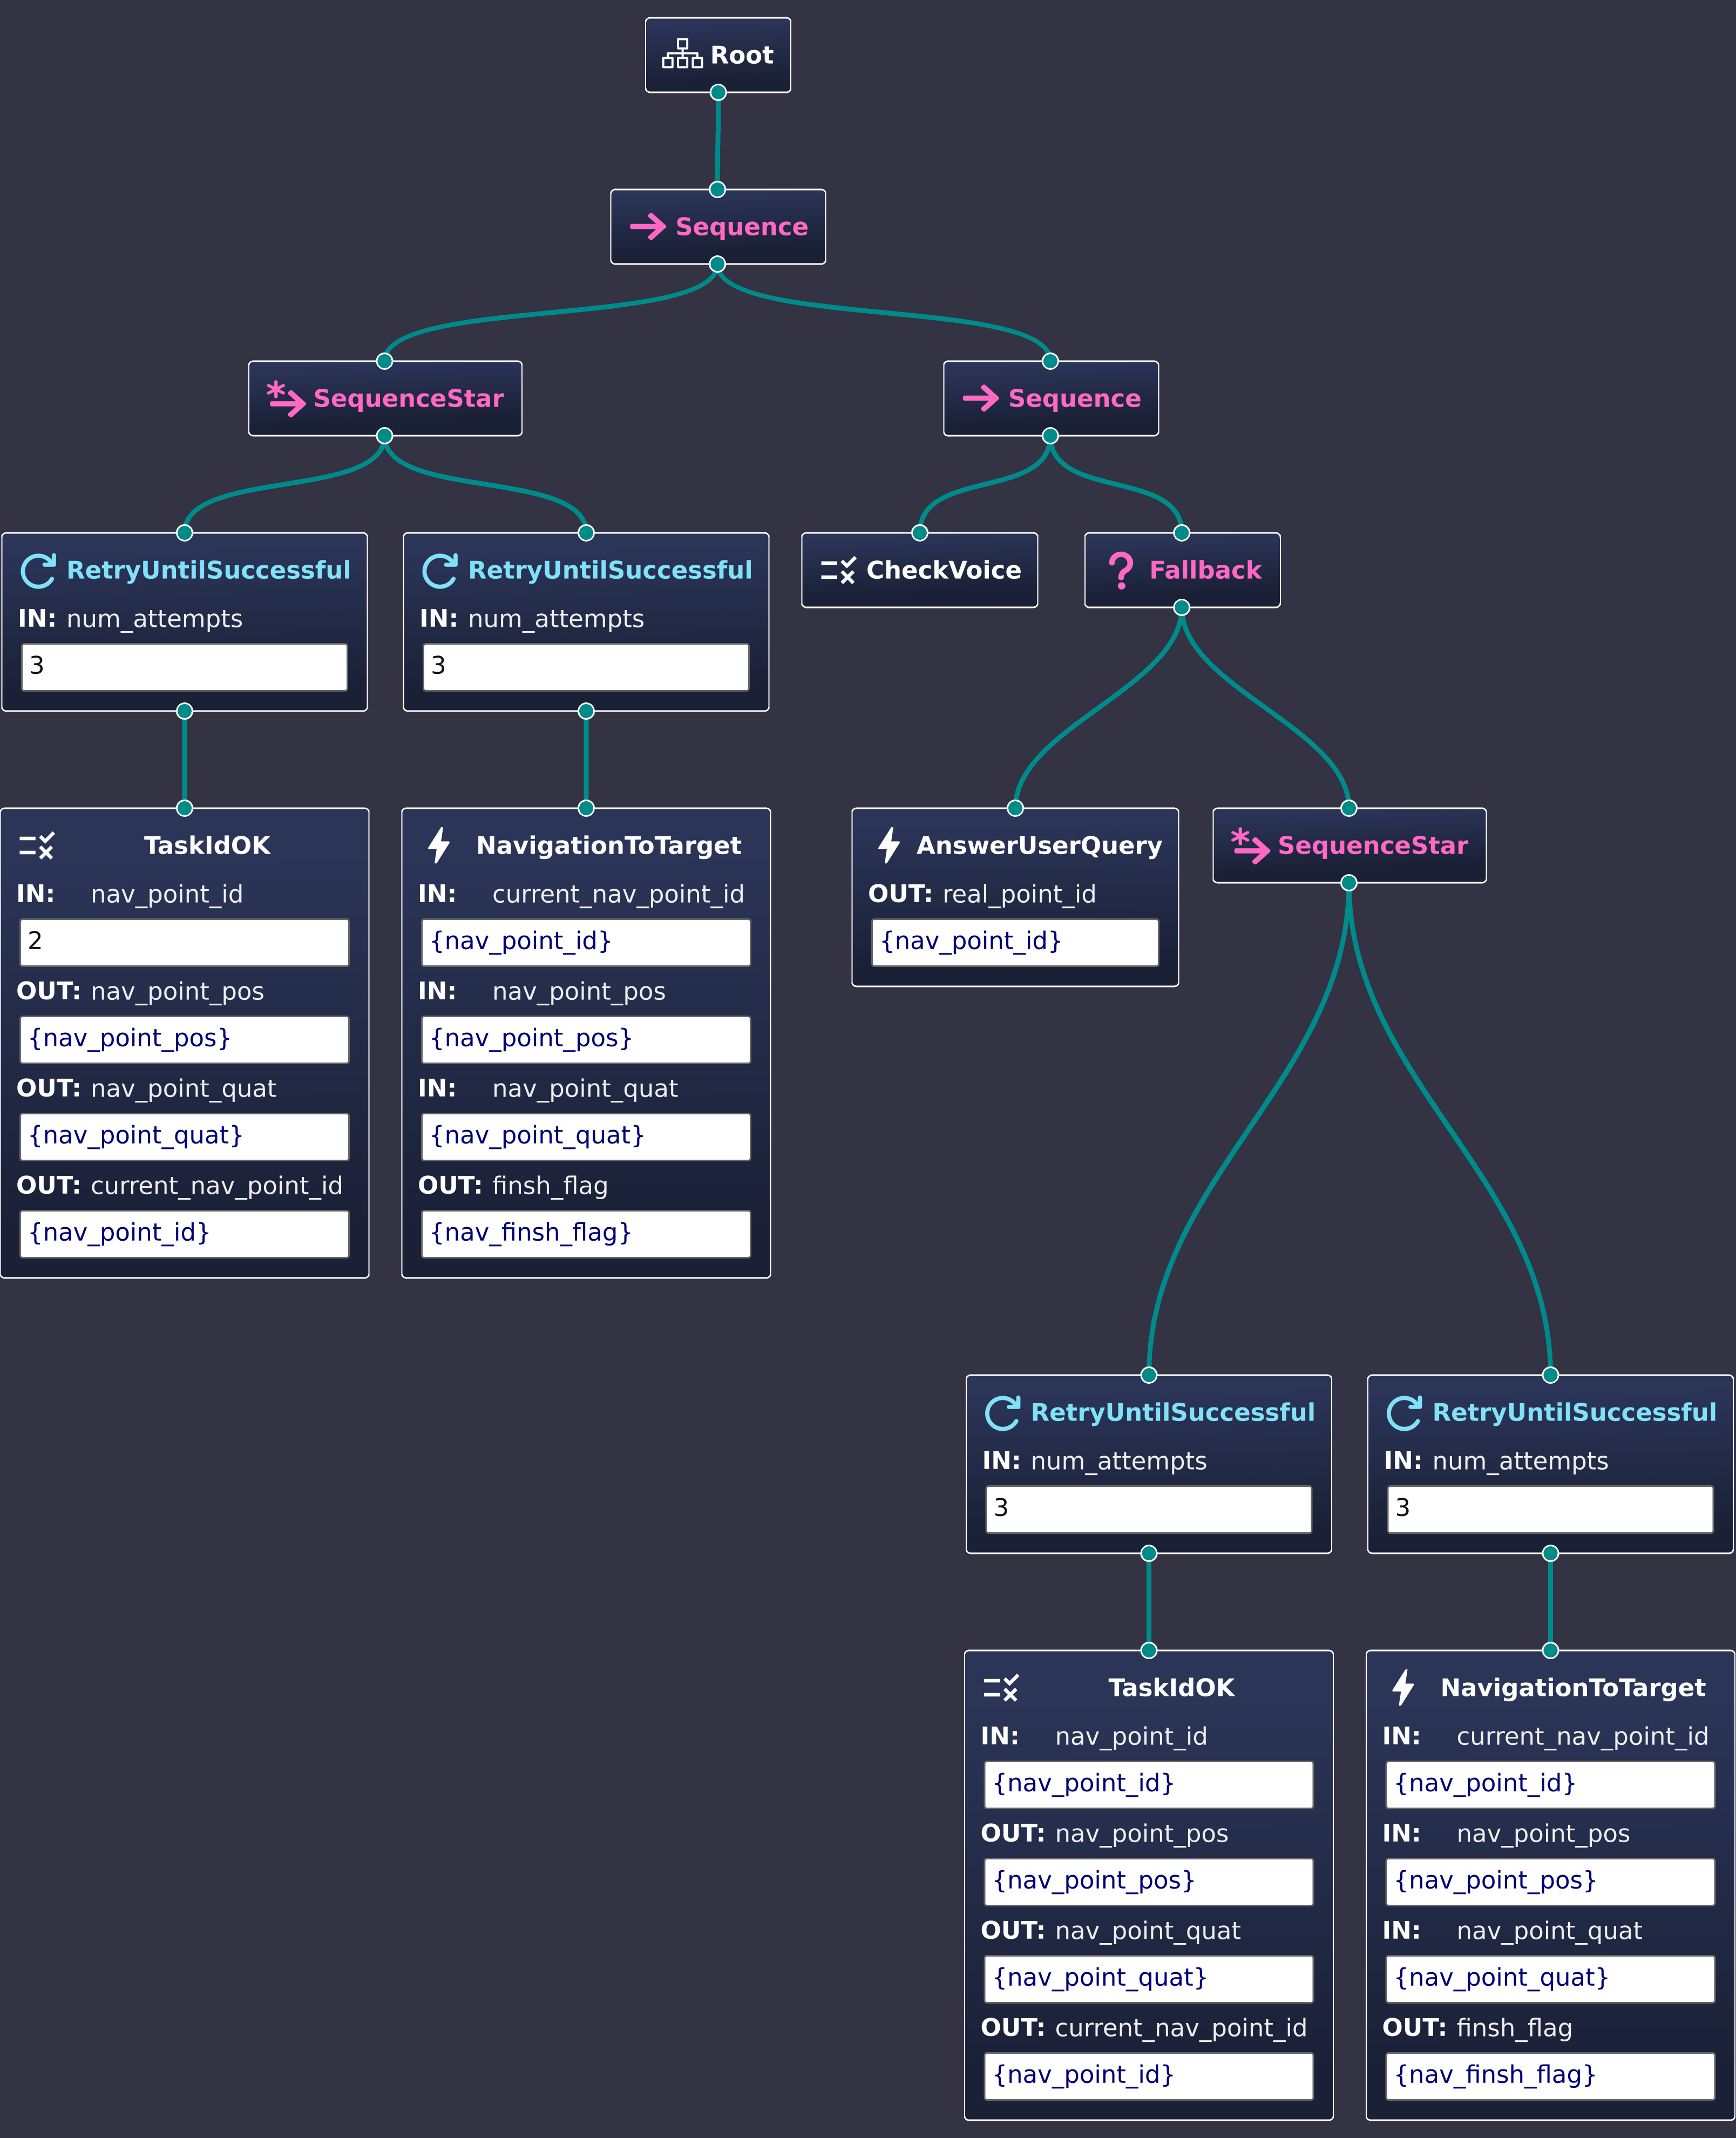 Root
Sequence
SequenceStar
Sequence
RetryUntilSuccessful
IN: num_attempts
3
RetryUntilSuccessful
IN: num_attempts
3
CheckVoice
Fallback
TaskIdOK
IN: nav_point_id
2
OUT: nav_point_pos
{nav_point_pos}
OUT: nav_point_quat
{nav_point_quat}
OUT: current_nav_point_id
{nav_point_id}
NavigationToTarget
IN: current_nav_point_id
{nav_point_id}
IN: nav_point_pos
{nav_point_pos}
IN: nav_point_quat
{nav_point_quat}
OUT: finsh_flag
{nav_finsh_flag}
AnswerUserQuery
OUT: real_point_id
{nav_point_id}
SequenceStar
RetryUntilSuccessful
IN: num_attempts
3
RetryUntilSuccessful
IN: num_attempts
3
TaskIdOK
IN: nav_point_id
{nav_point_id}
OUT: nav_point_pos
{nav_point_pos}
OUT: nav_point_quat
{nav_point_quat}
OUT: current_nav_point_id
{nav_point_id}
NavigationToTarget
IN: current_nav_point_id
{nav_point_id}
IN: nav_point_pos
{nav_point_pos}
IN: nav_point_quat
{nav_point_quat}
OUT: finsh_flag
{nav_finsh_flag}